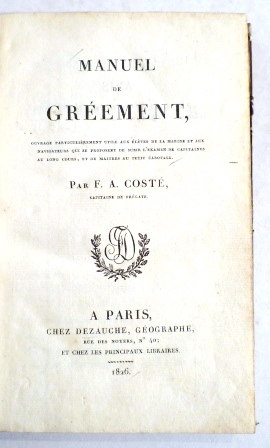 MANUEL
DE
GRÉEMENT,
OUVRAGE PARTICULIÈREMENT UTILE AUX ÉLÈVES DE LA MARINE ET AUX
NAVIGATEURS QUI SE PROPOSENT DE SUBIR L'EXAMEN DE CAPITAINES
AU LONG COURS, ET DE MAITRES AU PETIT CABOTAGE.
PAR F. A. COSTÉ,
CAPITAINE DE FRÉGATE.
A PARIS,
CHEZ DEZAUCHE, GÉOGRAPHE,
RUE DES NOYERS, N° 40;
ET CHEZ LES PRINCIPAUX LIBRAIRES.
1826.